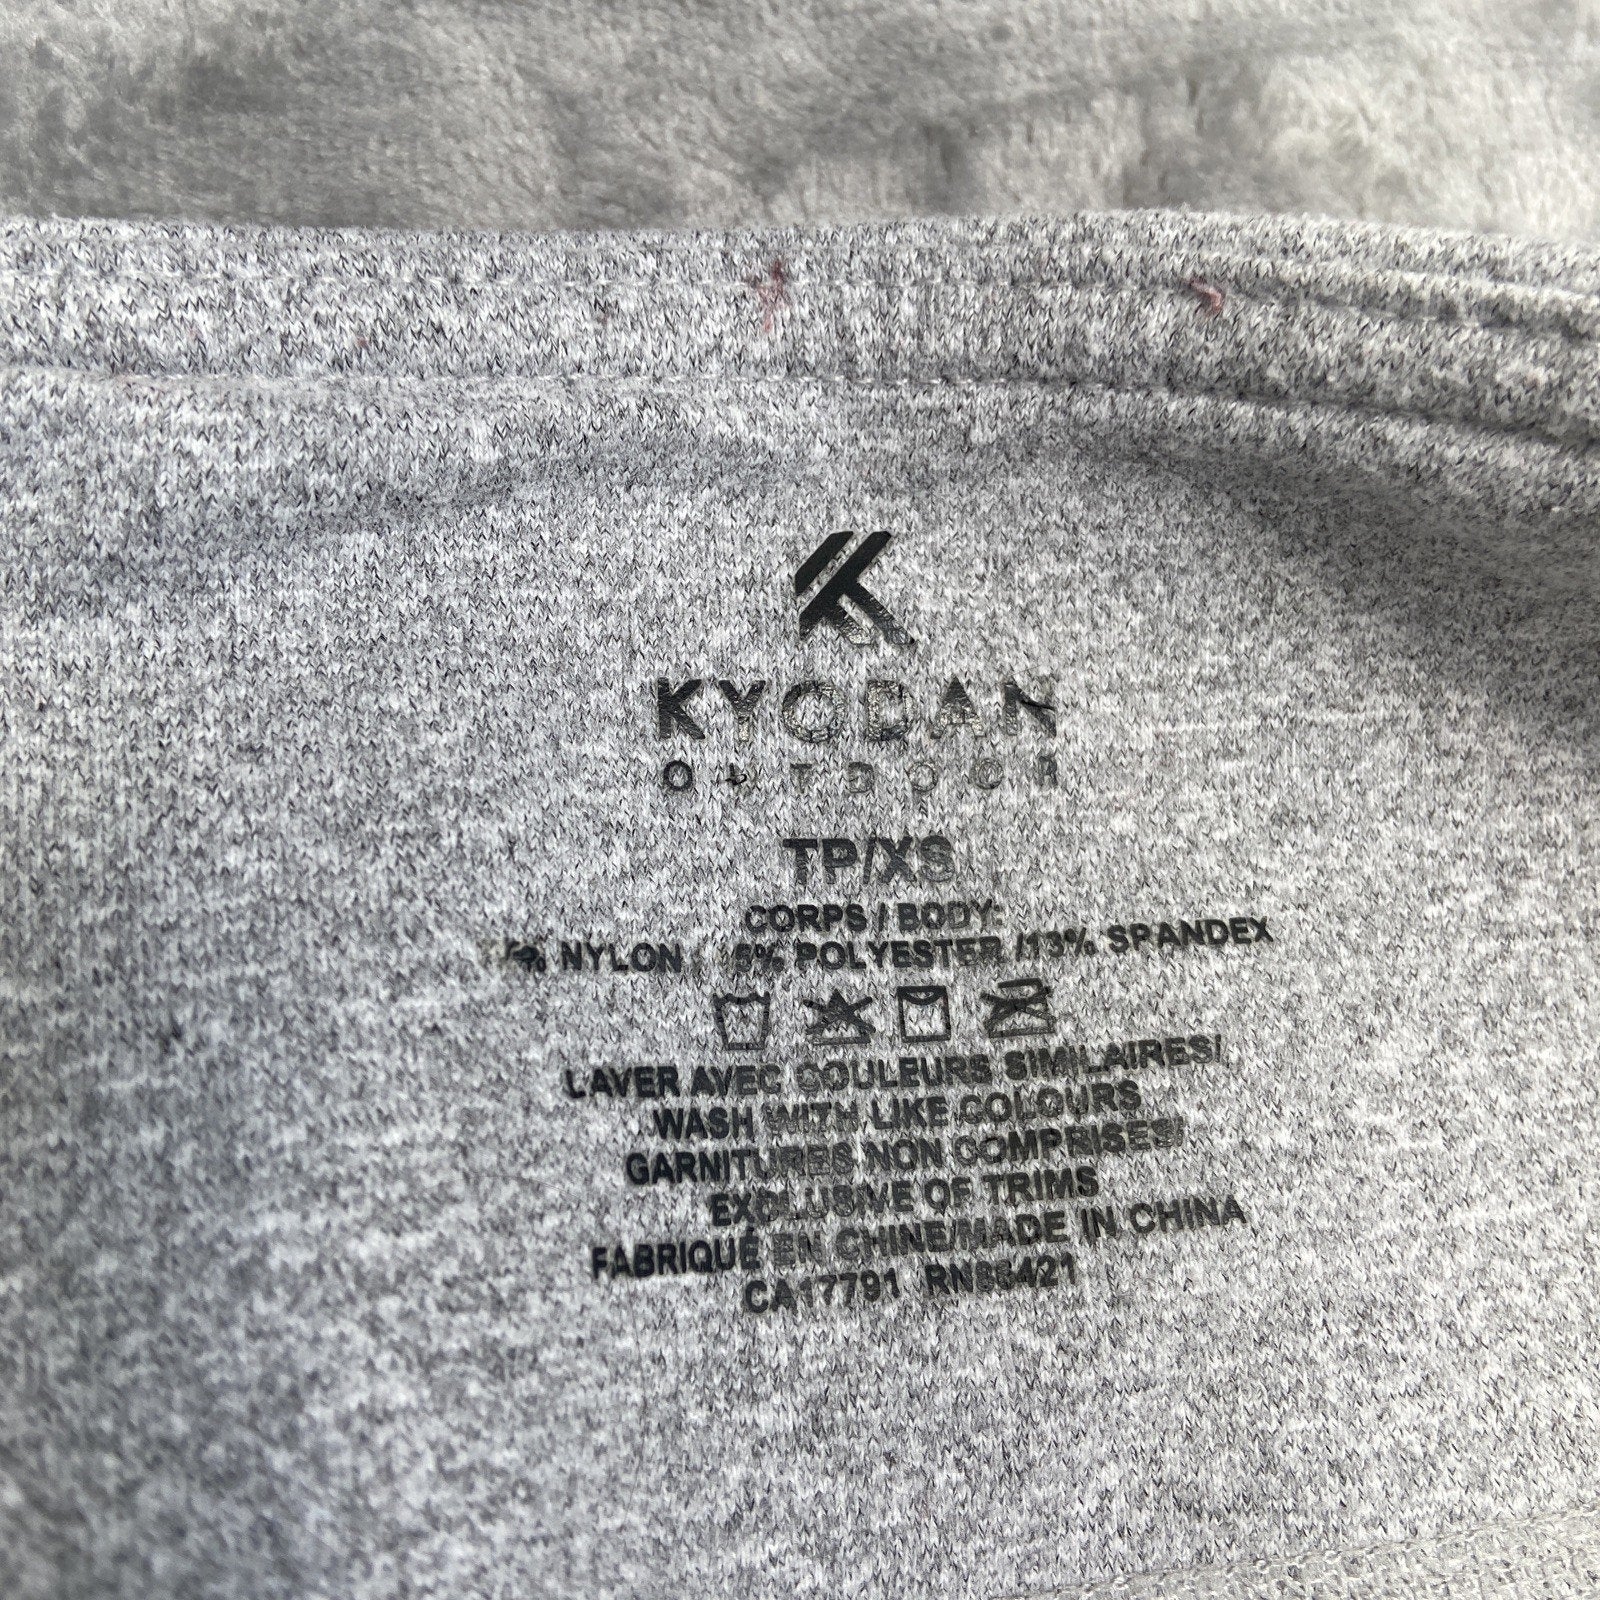 KYODAN
OUTDOOR
TP/XS
CORPS / BODY:
NYLON / POLYESTER /13% SPANDEX
LAVER AVEC COULEURS SIMILAIRES/
WASH WITH LIKE COLOURS
GARNITURES NON COMPRISES/
EXCLUSIVE OF TRIMS
FABRIQUÉ EN CHINE/MADE IN CHINA
CA17791